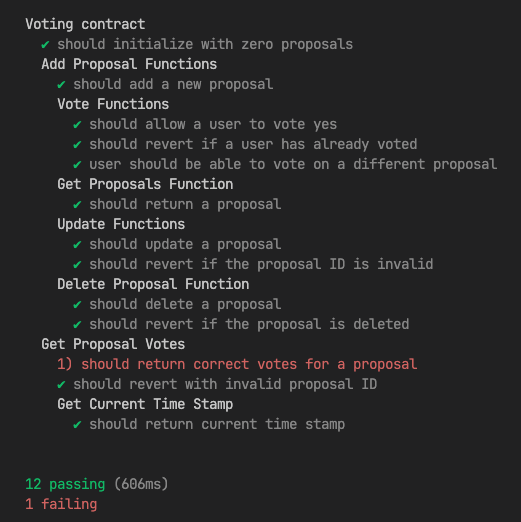 Voting contract
✔ should initialize with zero proposals
Add Proposal Functions
✔ should add a new proposal
Vote Functions
✔ should allow a user to vote yes
✔ should revert if a user has already voted
✔ user should be able to vote on a different proposal
Get Proposals Function
✔ should return a proposal
Update Functions
✔ should update a proposal
✔ should revert if the proposal ID is invalid
Delete Proposal Function
✔ should delete a proposal
✔ should revert if the proposal is deleted
Get Proposal Votes
1) should return correct votes for a proposal
✔ should revert with invalid proposal ID
Get Current Time Stamp
✔ should return current time stamp
12 passing (606ms)
1 failing